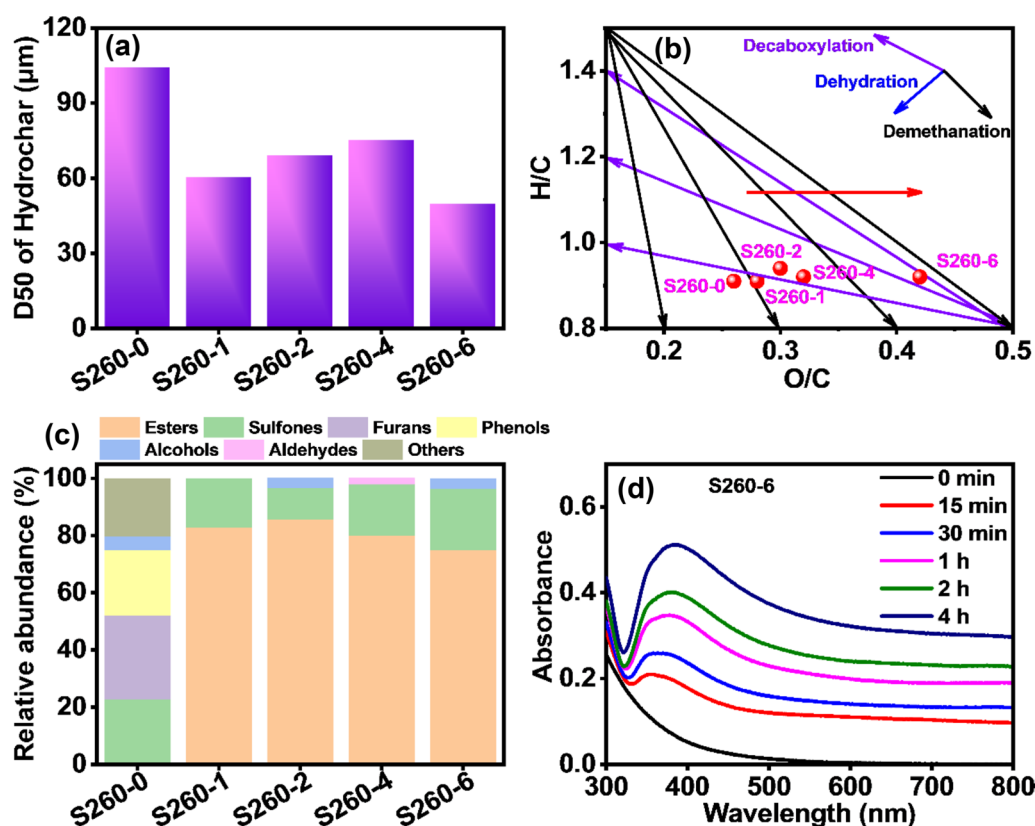 (a)
D50 of Hydrochar (μm)
120
90
60
30
0
S260-0
S260-1
S260-2
S260-4
S260-6
(b)
H/C
1.4
1.2
1.0
0.8
Decaboxylation
Dehydration
Demethanation
S260-2
S260-6
S260-0
S260-4
S260-1
0.2
0.3
0.4
0.5
O/C
(c)
Esters
Sulfones
Furans
Phenols
Alcohols
Aldehydes
Others
Relative abundance (%)
100
80
60
40
20
0
S260-0
S260-1
S260-2
S260-4
S260-6
(d)
S260-6
0 min
15 min
30 min
1 h
2 h
4 h
Absorbance
0.6
0.4
0.2
0.0
300
400
500
600
700
800
Wavelength (nm)